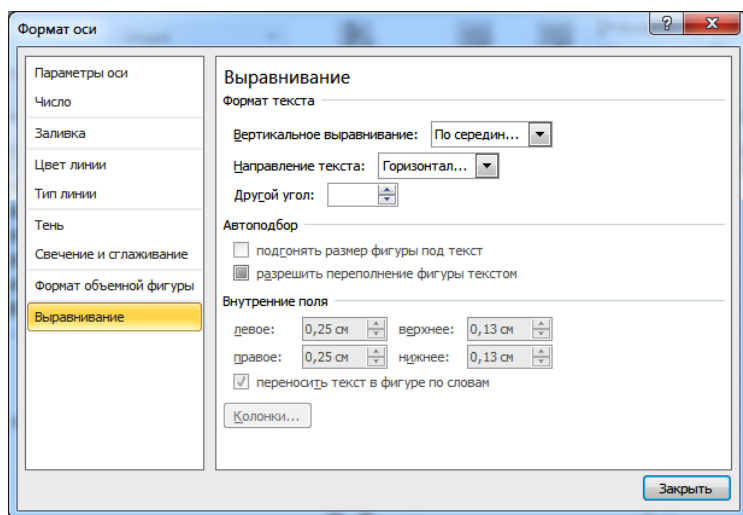 Формат оси
Параметры оси
Число
Заливка
Цвет линии
Тип линии
Тень
Свечение и сглаживание
Формат объемной фигуры
Выравнивание
Выравнивание
Формат текста
Вертикальное выравнивание: По середин...
Направление текста: Горизонтал...
Другой угол:
Автоподбор
подгонять размер фигуры под текст
разрешить переполнение фигуры текстом
Внутренние поля
левое: 0,25 см верхнее: 0,13 см
правое: 0,25 см нижнее: 0,13 см
переносить текст в фигуре по словам
Колонки...
Закрыть